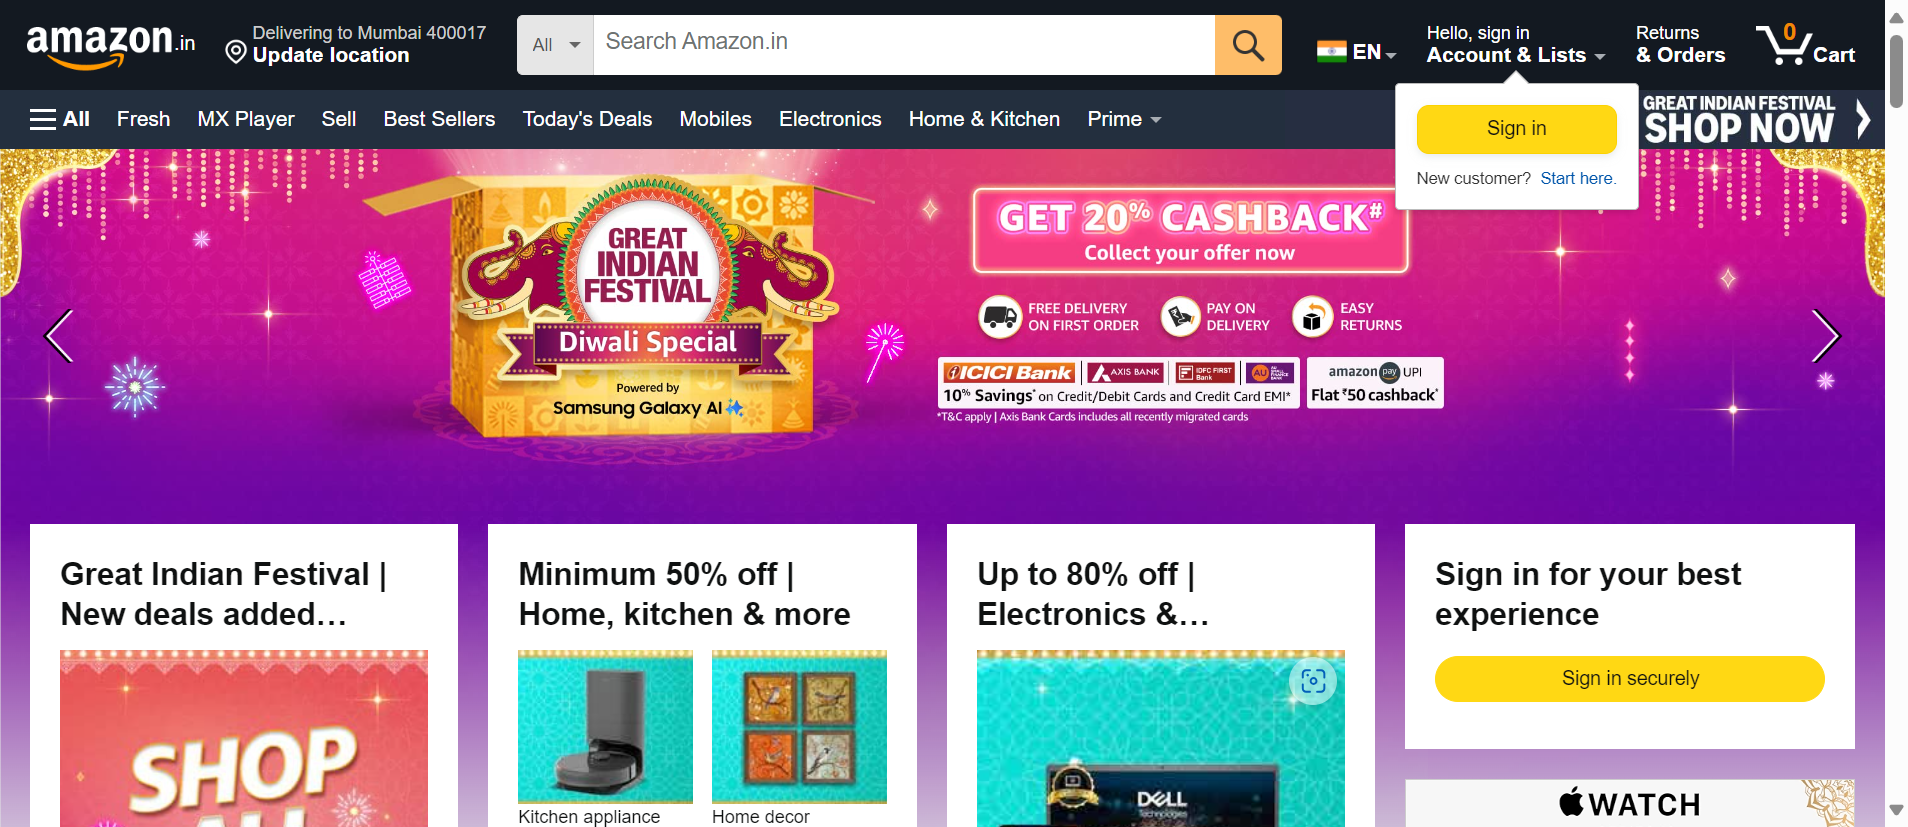 amazon.in
Delivering to Mumbai 400017
Update location
All
Search Amazon.in
EN
Hello, sign in
Account & Lists
Returns
& Orders
0
Cart
All
Fresh
MX Player
Sell
Best Sellers
Today's Deals
Mobiles
Electronics
Home & Kitchen
Prime
Sign in
New customer? Start here.
GREAT INDIAN FESTIVAL
SHOP NOW
GREAT
INDIAN
FESTIVAL
Diwali Special
Powered by
Samsung Galaxy AI
GET 20% CASHBACK#
Collect your offer now
FREE DELIVERY
ON FIRST ORDER
PAY ON
DELIVERY
EASY
RETURNS
ICICI Bank
AXIS BANK
IDFC FIRST
Bank
AU
10% Savings* on Credit/Debit Cards and Credit Card EMI*
amazon pay UPI
Flat ₹50 cashback*
*T&C apply | Axis Bank Cards includes all recently migrated cards
Great Indian Festival |
New deals added…
SHOP
ALL
Minimum 50% off |
Home, kitchen & more
Kitchen appliance
Home decor
Up to 80% off |
Electronics &…
DELL
Technologies
Sign in for your best
experience
Sign in securely
WATCH